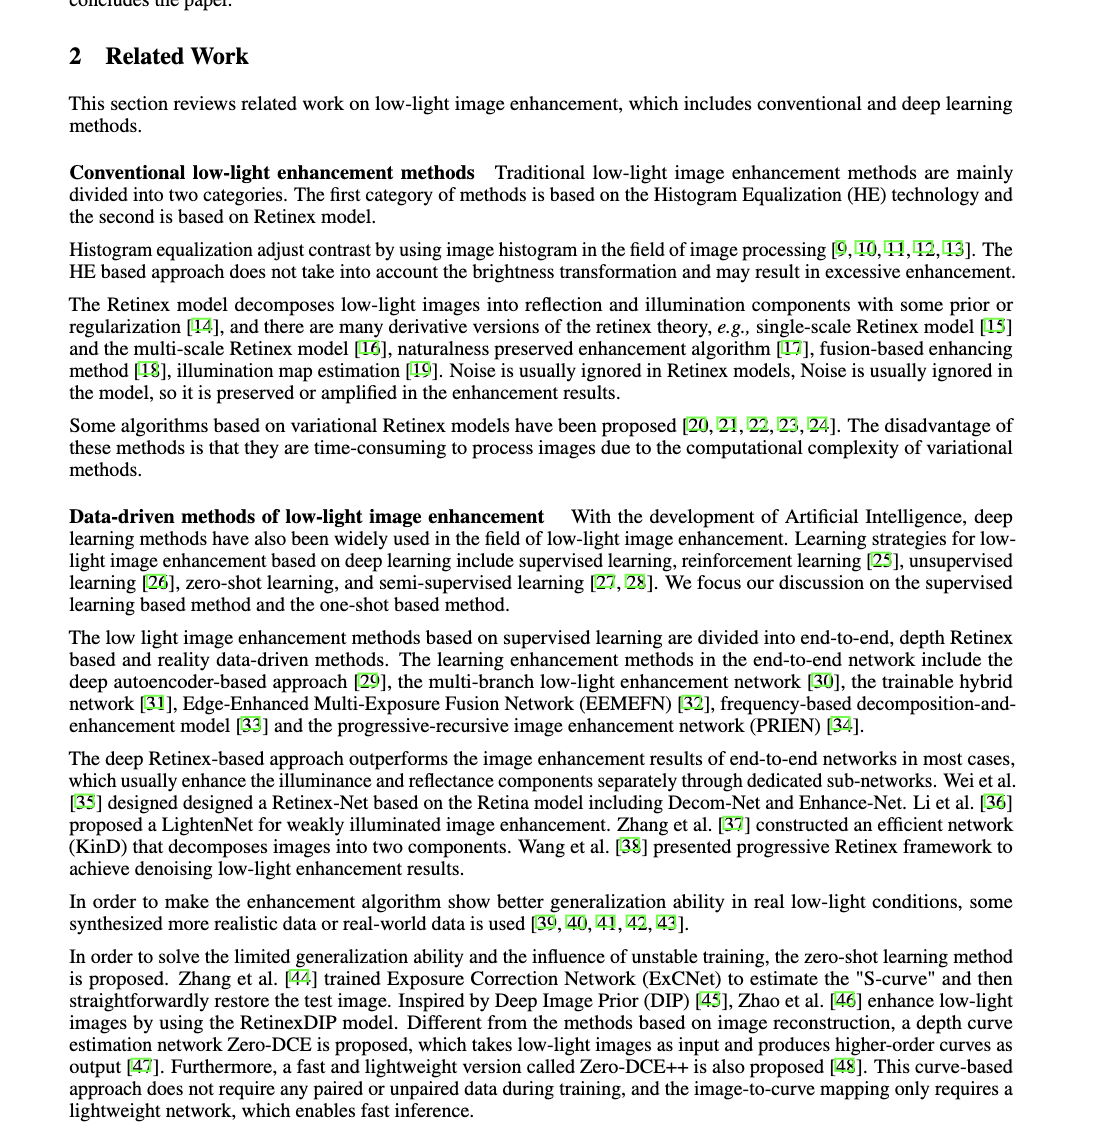 concludes the paper.
2 Related Work
This section reviews related work on low-light image enhancement, which includes conventional and deep learning
methods.
Conventional low-light enhancement methods Traditional low-light image enhancement methods are mainly
divided into two categories. The first category of methods is based on the Histogram Equalization (HE) technology and
the second is based on Retinex model.
Histogram equalization adjust contrast by using image histogram in the field of image processing [9, 10, 11, 12, 13]. The
HE based approach does not take into account the brightness transformation and may result in excessive enhancement.
The Retinex model decomposes low-light images into reflection and illumination components with some prior or
regularization [14], and there are many derivative versions of the retinex theory, e.g., single-scale Retinex model [15]
and the multi-scale Retinex model [16], naturalness preserved enhancement algorithm [17], fusion-based enhancing
method [18], illumination map estimation [19]. Noise is usually ignored in Retinex models, Noise is usually ignored in
the model, so it is preserved or amplified in the enhancement results.
Some algorithms based on variational Retinex models have been proposed [20, 21, 22, 23, 24]. The disadvantage of
these methods is that they are time-consuming to process images due to the computational complexity of variational
methods.
Data-driven methods of low-light image enhancement With the development of Artificial Intelligence, deep
learning methods have also been widely used in the field of low-light image enhancement. Learning strategies for low-
light image enhancement based on deep learning include supervised learning, reinforcement learning [25], unsupervised
learning [26], zero-shot learning, and semi-supervised learning [27, 28]. We focus our discussion on the supervised
learning based method and the one-shot based method.
The low light image enhancement methods based on supervised learning are divided into end-to-end, depth Retinex
based and reality data-driven methods. The learning enhancement methods in the end-to-end network include the
deep autoencoder-based approach [29], the multi-branch low-light enhancement network [30], the trainable hybrid
network [31], Edge-Enhanced Multi-Exposure Fusion Network (EEMEFN) [32], frequency-based decomposition-and-
enhancement model [33] and the progressive-recursive image enhancement network (PRIEN) [34].
The deep Retinex-based approach outperforms the image enhancement results of end-to-end networks in most cases,
which usually enhance the illuminance and reflectance components separately through dedicated sub-networks. Wei et al.
[35] designed designed a Retinex-Net based on the Retina model including Decom-Net and Enhance-Net. Li et al. [36]
proposed a LightenNet for weakly illuminated image enhancement. Zhang et al. [37] constructed an efficient network
(KinD) that decomposes images into two components. Wang et al. [38] presented progressive Retinex framework to
achieve denoising low-light enhancement results.
In order to make the enhancement algorithm show better generalization ability in real low-light conditions, some
synthesized more realistic data or real-world data is used [39, 40, 41, 42, 43].
In order to solve the limited generalization ability and the influence of unstable training, the zero-shot learning method
is proposed. Zhang et al. [44] trained Exposure Correction Network (ExCNet) to estimate the "S-curve" and then
straightforwardly restore the test image. Inspired by Deep Image Prior (DIP) [45], Zhao et al. [46] enhance low-light
images by using the RetinexDIP model. Different from the methods based on image reconstruction, a depth curve
estimation network Zero-DCE is proposed, which takes low-light images as input and produces higher-order curves as
output [47]. Furthermore, a fast and lightweight version called Zero-DCE++ is also proposed [48]. This curve-based
approach does not require any paired or unpaired data during training, and the image-to-curve mapping only requires a
lightweight network, which enables fast inference.